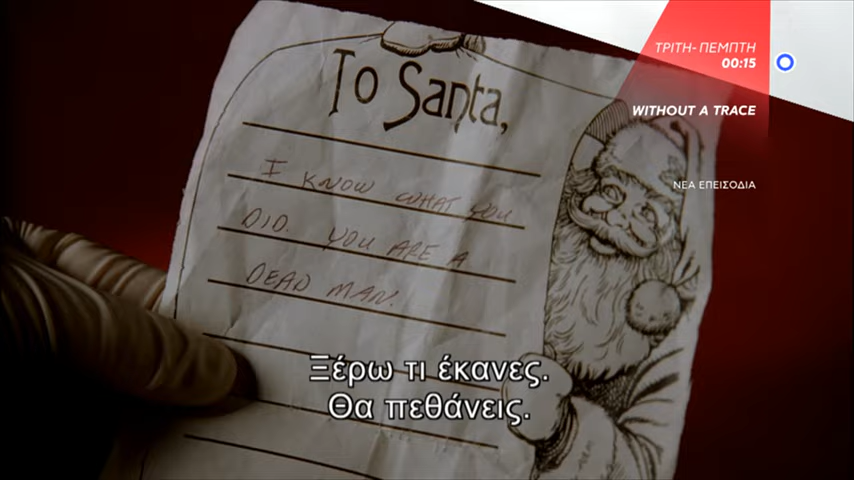 To Santa,
I KNOW WHAT YOU
DID. YOU ARE A
DEAD MAN.
ΤΡΙΤΗ- ΠΕΜΠΤΗ
00:15
WITHOUT A TRACE
ΝΕΑ ΕΠΕΙΣΟΔΙΑ
Ξέρω τι έκανες.
Θα πεθάνεις.